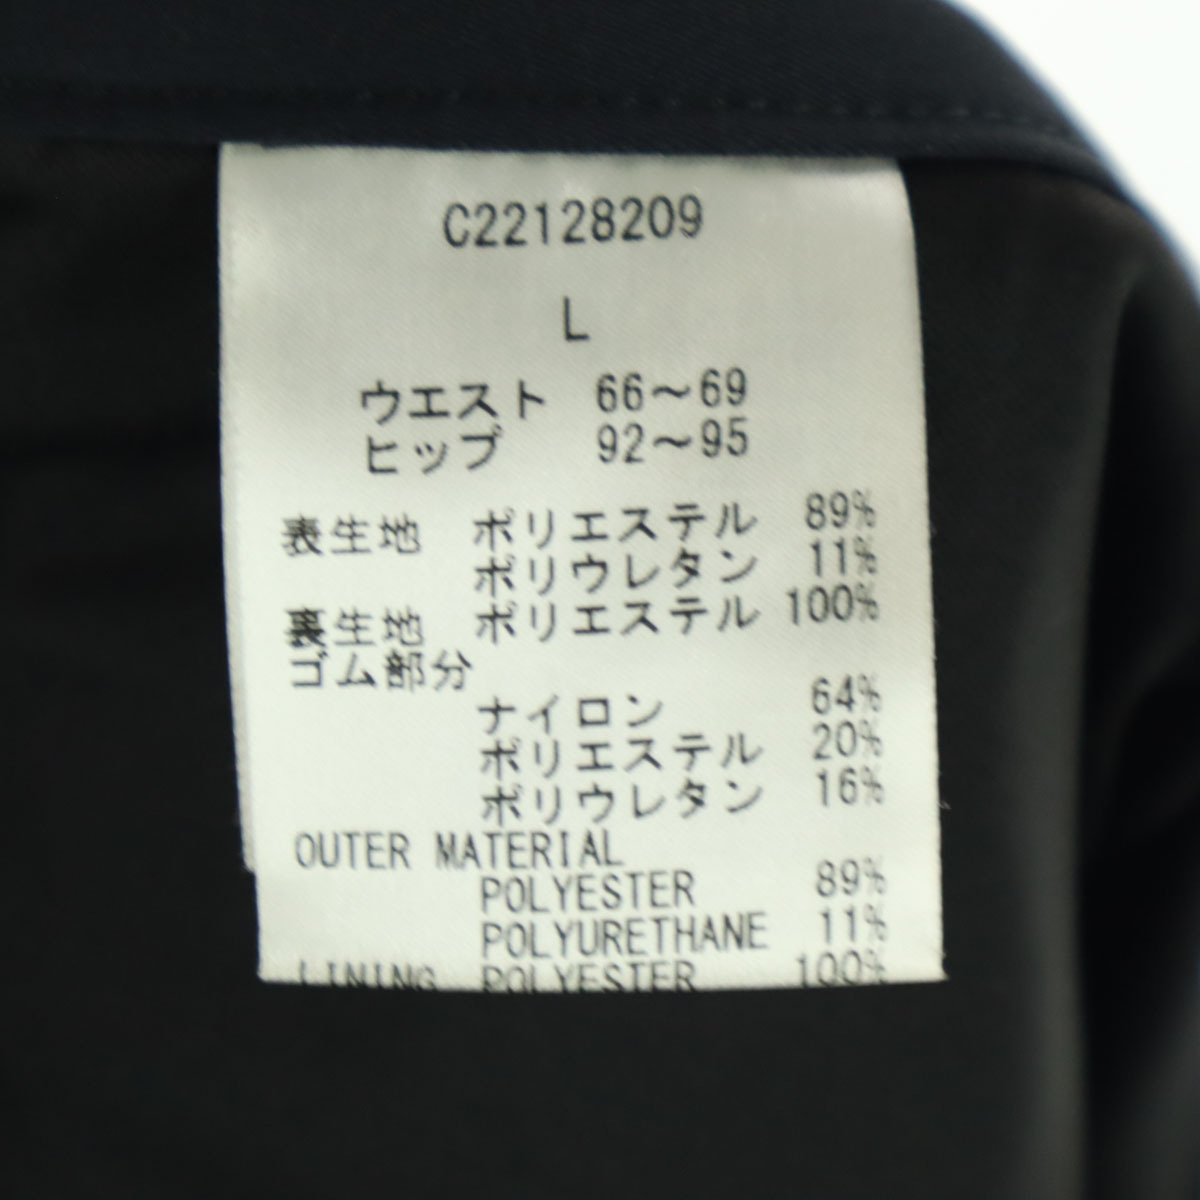 C22128209
L
ウエスト 66〜69
ヒップ 92〜95
表生地 ポリエステル 89%
ポリウレタン 11%
裏生地 ポリエステル 100%
ゴム部分
ナイロン 64%
ポリエステル 20%
ポリウレタン 16%
OUTER MATERIAL
POLYESTER 89%
POLYURETHANE 11%
LINING POLYESTER 100%